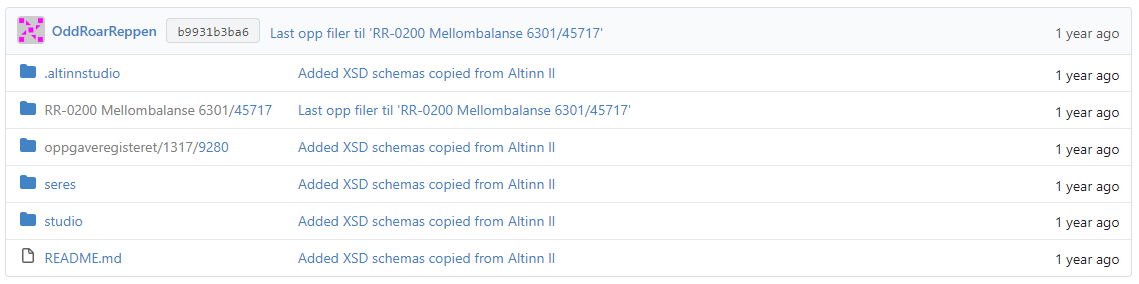 OddRoarReppen b9931b3ba6 Last opp filer til 'RR-0200 Mellombalanse 6301/45717' 1 year ago
.altinnstudio Added XSD schemas copied from Altinn II 1 year ago
RR-0200 Mellombalanse 6301/45717 Last opp filer til 'RR-0200 Mellombalanse 6301/45717' 1 year ago
oppgaveregisteret/1317/9280 Added XSD schemas copied from Altinn II 1 year ago
seres Added XSD schemas copied from Altinn II 1 year ago
studio Added XSD schemas copied from Altinn II 1 year ago
README.md Added XSD schemas copied from Altinn II 1 year ago